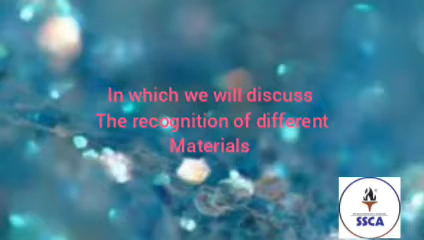 In which we will discuss
The recognition of different
Materials
SSCA